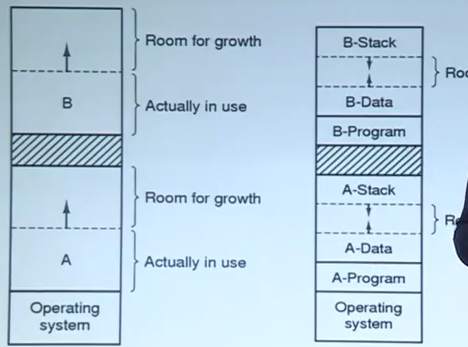 Room for growth
B
Actually in use
Room for growth
A
Actually in use
Operating
system
B-Stack
B-Data
B-Program
A-Stack
A-Data
A-Program
Operating
system